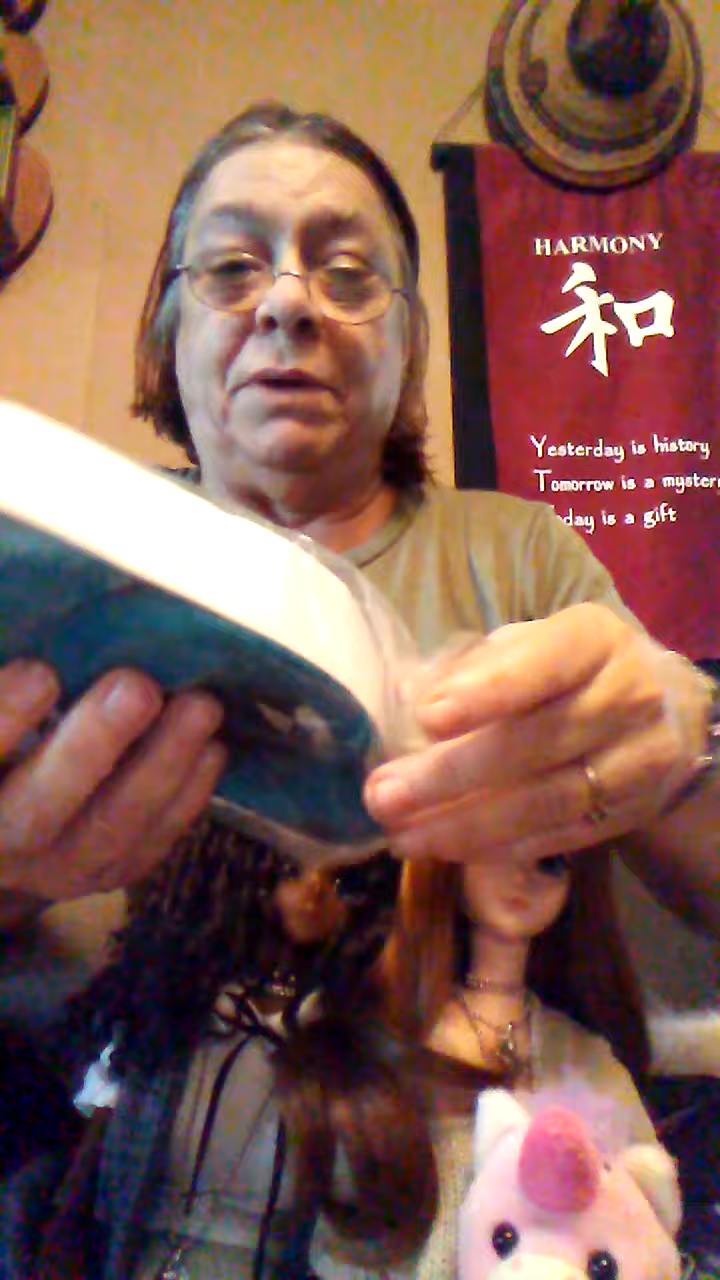 HARMONY
和
Yesterday is history
Tomorrow is a myster
day is a gift